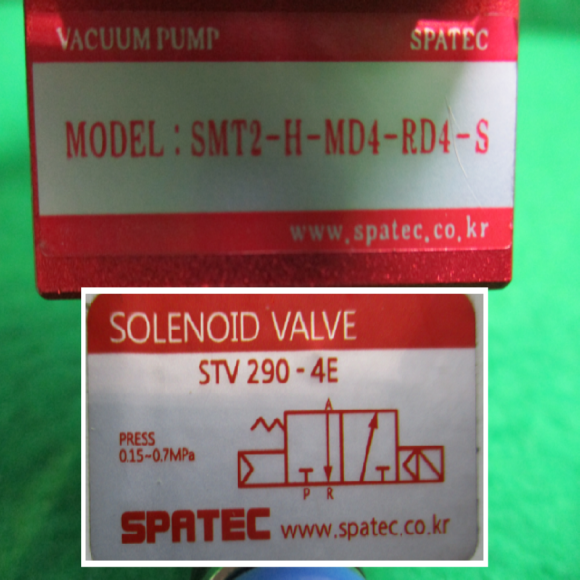 VACUUM PUMP SPATEC
MODEL : SMT2-H-MD4-RD4-S
www.spatec.co.kr
SOLENOID VALVE
STV 290 - 4E
A
PRESS
0.15~0.7MPa
P R
SPATEC www.spatec.co.kr